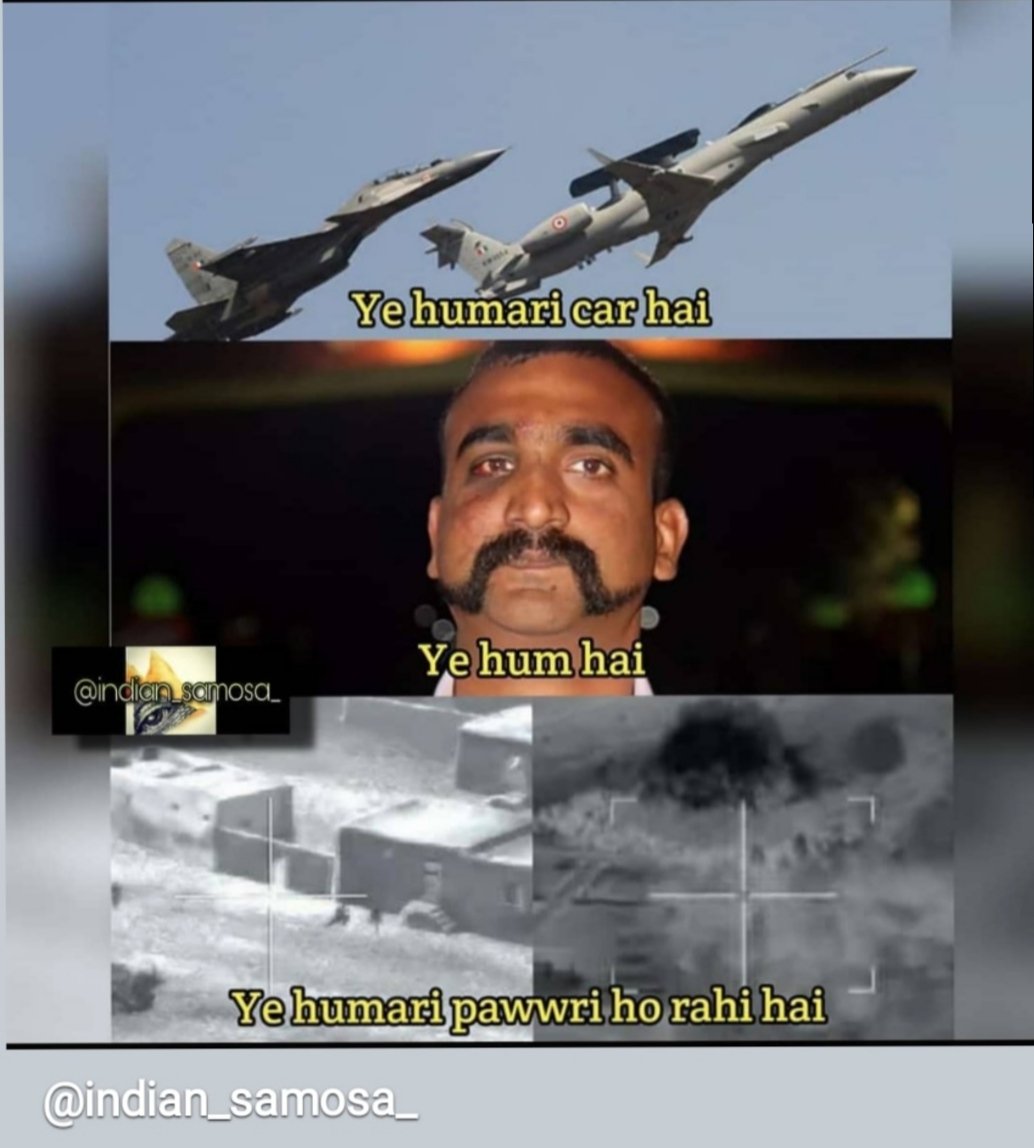 Ye humari car hai
Ye hum hai
@indian_samosa_
Ye humari pawwri ho rahi hai
@indian_samosa_